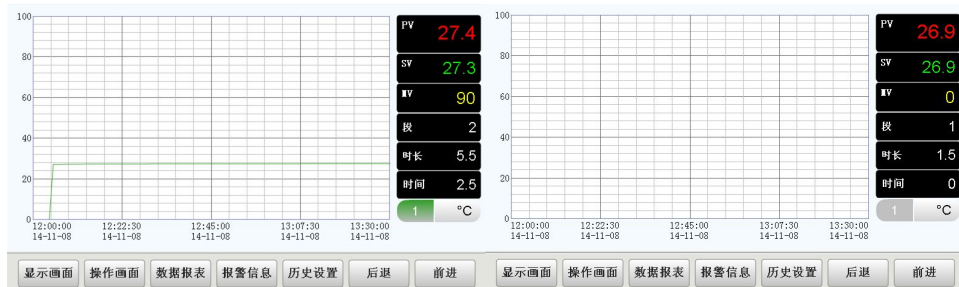 100
80
60
40
20
0
12:00:00 12:22:30 12:45:00 13:07:30 13:30:00
14-11-08 14-11-08 14-11-08 14-11-08 14-11-08
PV 27.4
SV 27.3
MV 90
段 2
时长 5.5
时间 2.5
1 °C
显示画面 操作画面 数据报表 报警信息 历史设置 后退 前进
100
80
60
40
20
0
12:00:00 12:22:30 12:45:00 13:07:30 13:30:00
14-11-08 14-11-08 14-11-08 14-11-08 14-11-08
PV 26.9
SV 26.9
MV 0
段 1
时长 1.5
时间 0
1 °C
显示画面 操作画面 数据报表 报警信息 历史设置 后退 前进